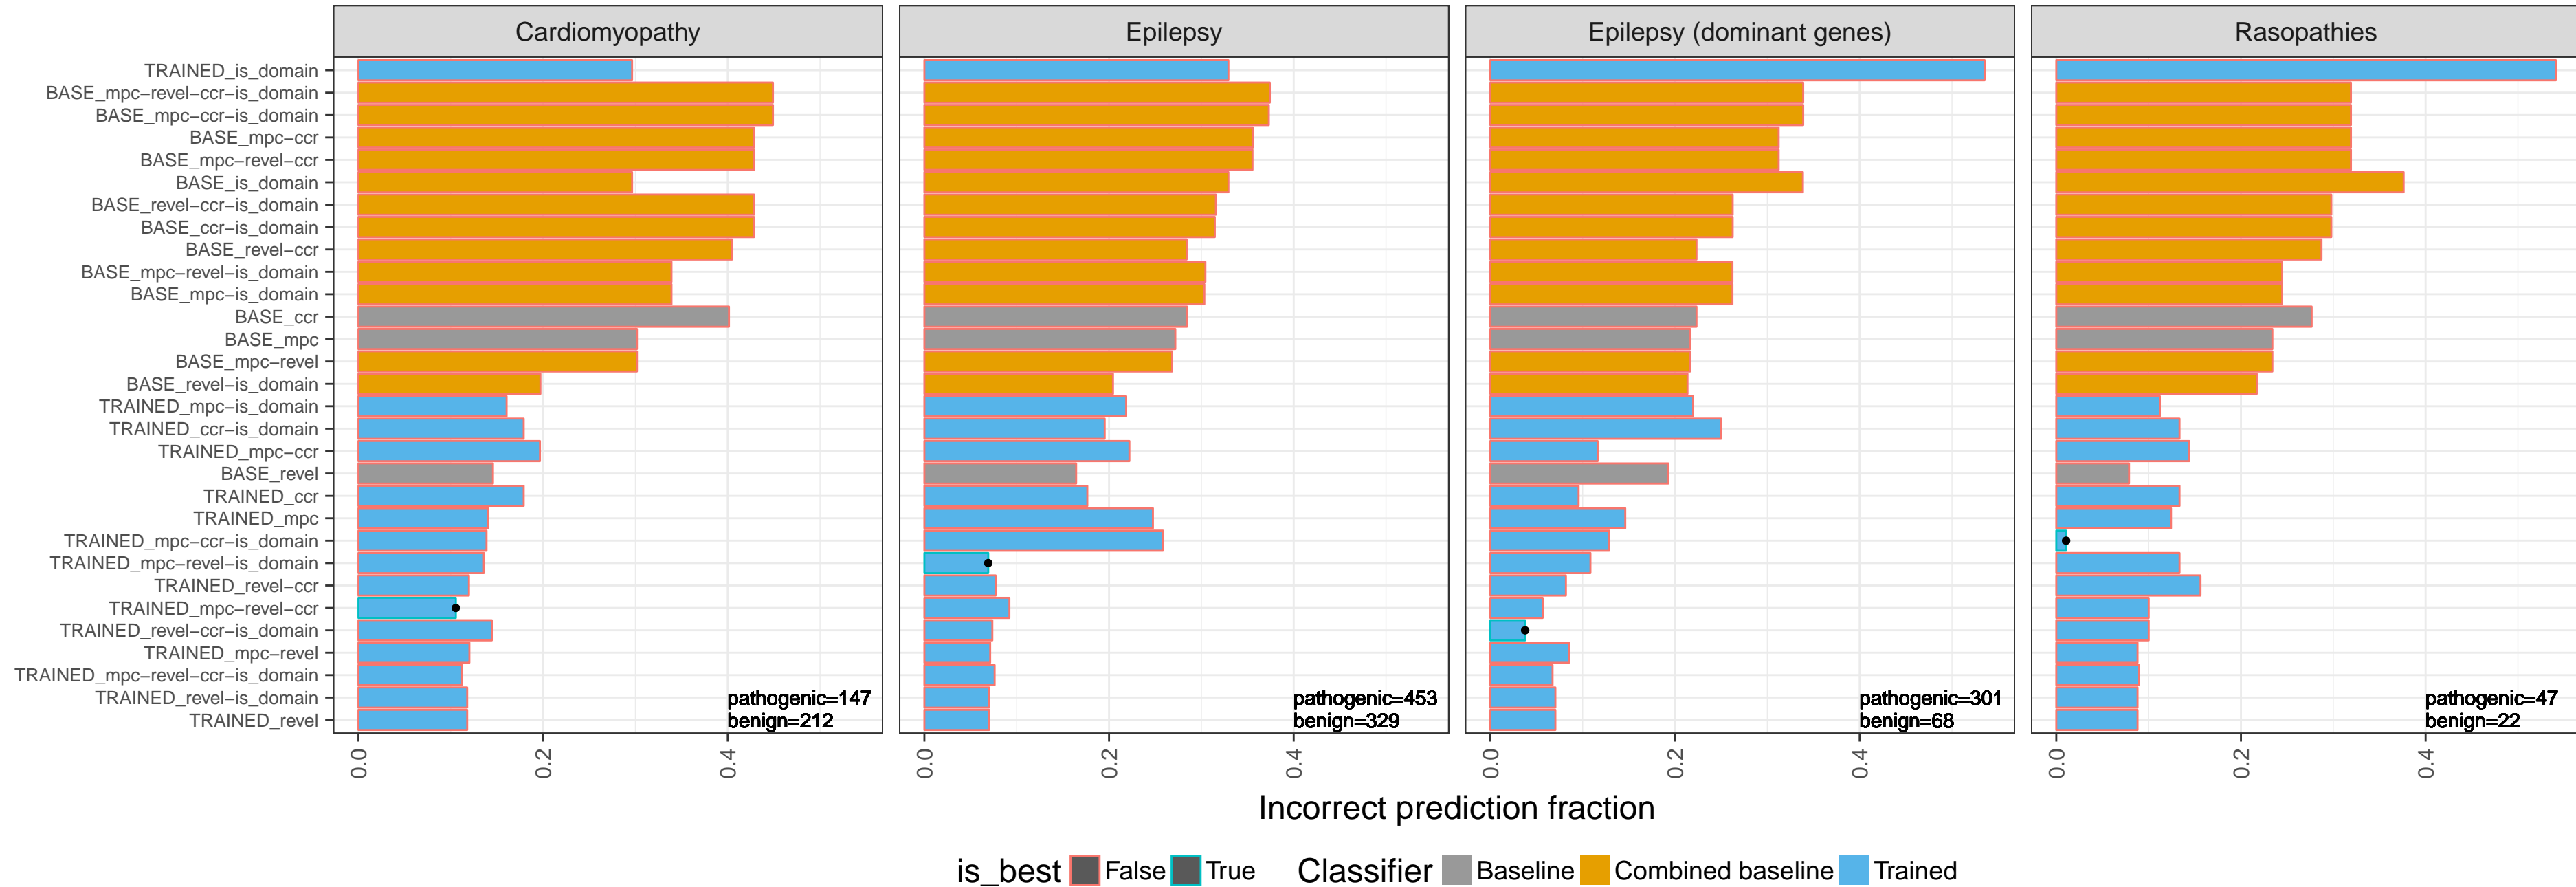 Cardiomyopathy
Epilepsy
Epilepsy (dominant genes)
Rasopathies
TRAINED_is_domain
BASE_mpc-revel-ccr-is_domain
BASE_mpc-ccr-is_domain
BASE_mpc-ccr
BASE_mpc-revel-ccr
BASE_is_domain
BASE_revel-ccr-is_domain
BASE_ccr-is_domain
BASE_revel-ccr
BASE_mpc-revel-is_domain
BASE_mpc-is_domain
BASE_ccr
BASE_mpc
BASE_mpc-revel
BASE_revel-is_domain
TRAINED_mpc-is_domain
TRAINED_ccr-is_domain
TRAINED_mpc-ccr
BASE_revel
TRAINED_ccr
TRAINED_mpc
TRAINED_mpc-ccr-is_domain
TRAINED_mpc-revel-is_domain
TRAINED_revel-ccr
TRAINED_mpc-revel-ccr
TRAINED_revel-ccr-is_domain
TRAINED_mpc-revel
TRAINED_mpc-revel-ccr-is_domain
TRAINED_revel-is_domain
TRAINED_revel
pathogenic=147
benign=212
pathogenic=453
benign=329
pathogenic=301
benign=68
pathogenic=47
benign=22
0.0 0.2 0.4
0.0 0.2 0.4
0.0 0.2 0.4
0.0 0.2 0.4
Incorrect prediction fraction
is_best False True Classifier Baseline Combined baseline Trained